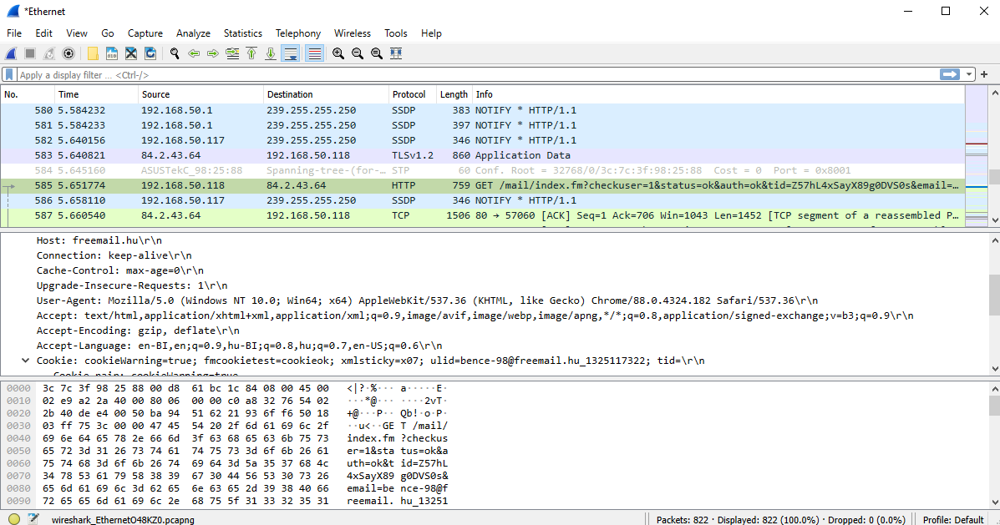 *Ethernet
File Edit View Go Capture Analyze Statistics Telephony Wireless Tools Help
Apply a display filter ... <Ctrl-/>
No. Time Source Destination Protocol Length Info
580 5.584232 192.168.50.1 239.255.255.250 SSDP 383 NOTIFY * HTTP/1.1
581 5.584233 192.168.50.1 239.255.255.250 SSDP 397 NOTIFY * HTTP/1.1
582 5.640156 192.168.50.117 239.255.255.250 SSDP 346 NOTIFY * HTTP/1.1
583 5.640821 84.2.43.64 192.168.50.118 TLSv1.2 860 Application Data
584 5.645160 ASUSTekC_98:25:88 Spanning-tree-(for-… STP 60 Conf. Root = 32768/0/3c:7c:3f:98:25:88 Cost = 0 Port = 0x8001
585 5.651774 192.168.50.118 84.2.43.64 HTTP 759 GET /mail/index.fm?checkuser=1&status=ok&auth=ok&tid=Z57hL4xSayX89g0DVS0s&email=…
586 5.658110 192.168.50.117 239.255.255.250 SSDP 346 NOTIFY * HTTP/1.1
587 5.660540 84.2.43.64 192.168.50.118 TCP 1506 80 → 57060 [ACK] Seq=1 Ack=706 Win=1043 Len=1452 [TCP segment of a reassembled P…
Host: freemail.hu\r\n
Connection: keep-alive\r\n
Cache-Control: max-age=0\r\n
Upgrade-Insecure-Requests: 1\r\n
User-Agent: Mozilla/5.0 (Windows NT 10.0; Win64; x64) AppleWebKit/537.36 (KHTML, like Gecko) Chrome/88.0.4324.182 Safari/537.36\r\n
Accept: text/html,application/xhtml+xml,application/xml;q=0.9,image/avif,image/webp,image/apng,*/*;q=0.8,application/signed-exchange;v=b3;q=0.9\r\n
Accept-Encoding: gzip, deflate\r\n
Accept-Language: en-BI,en;q=0.9,hu-BI;q=0.8,hu;q=0.7,en-US;q=0.6\r\n
Cookie: cookieWarning=true; fmcookietest=cookieok; xmlsticky=x07; ulid=bence-98@freemail.hu_1325117322; tid=\r\n
Cookie pair: cookieWarning=true
0000 3c 7c 3f 98 25 88 00 d8 61 bc 1c 84 08 00 45 00 <|?·%··· a·····E·
0010 02 e9 a2 2a 40 00 80 06 00 00 c0 a8 32 76 54 02 ···*@··· ····2vT·
0020 2b 40 de e4 00 50 ba 94 51 62 21 93 6f f6 50 18 +@···P·· Qb!·o·P·
0030 03 ff 75 3c 00 00 47 45 54 20 2f 6d 61 69 6c 2f ··u<··GE T /mail/
0040 69 6e 64 65 78 2e 66 6d 3f 63 68 65 63 6b 75 73 index.fm ?checkus
0050 65 72 3d 31 26 73 74 61 74 75 73 3d 6f 6b 26 61 er=1&sta tus=ok&a
0060 75 74 68 3d 6f 6b 26 74 69 64 3d 5a 35 37 68 4c uth=ok&t id=Z57hL
0070 34 78 53 61 79 58 38 39 67 30 44 56 53 30 73 26 4xSayX89 g0DVS0s&
0080 65 6d 61 69 6c 3d 62 65 6e 63 65 2d 39 38 40 66 email=be nce-98@f
0090 72 65 65 6d 61 69 6c 2e 68 75 5f 31 33 32 35 31 reemail. hu_13251
wireshark_EthernetO48KZ0.pcapng Packets: 822 · Displayed: 822 (100.0%) · Dropped: 0 (0.0%) Profile: Default